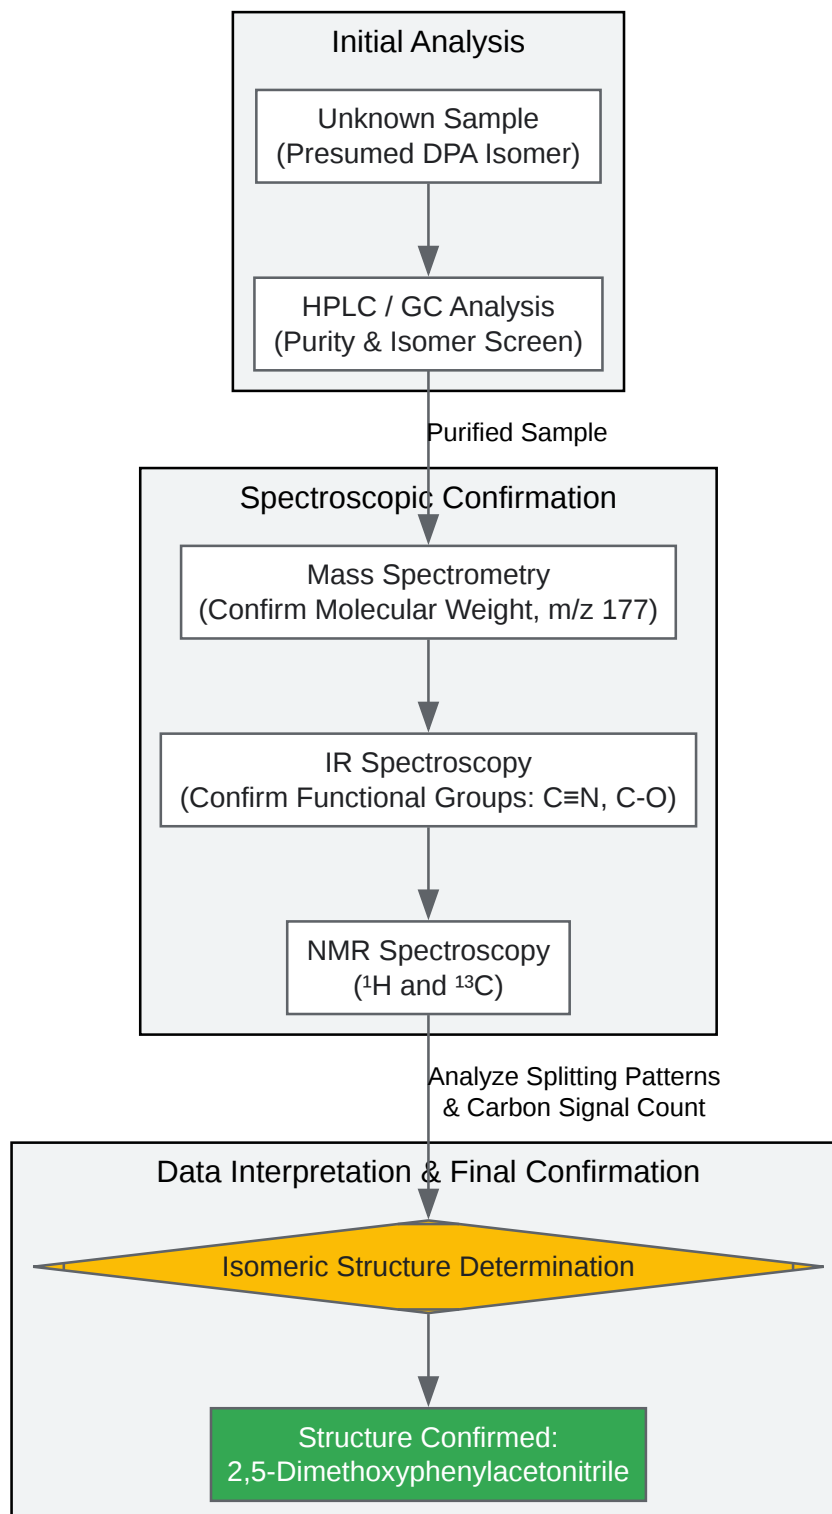 Initial Analysis
Unknown Sample
(Presumed DPA Isomer)
HPLC / GC Analysis
(Purity & Isomer Screen)
Purified Sample
Spectroscopic Confirmation
Mass Spectrometry
(Confirm Molecular Weight, m/z 177)
IR Spectroscopy
(Confirm Functional Groups: C≡N, C-O)
NMR Spectroscopy
(¹H and ¹³C)
Analyze Splitting Patterns
& Carbon Signal Count
Data Interpretation & Final Confirmation
Isomeric Structure Determination
Structure Confirmed:
2,5-Dimethoxyphenylacetonitrile